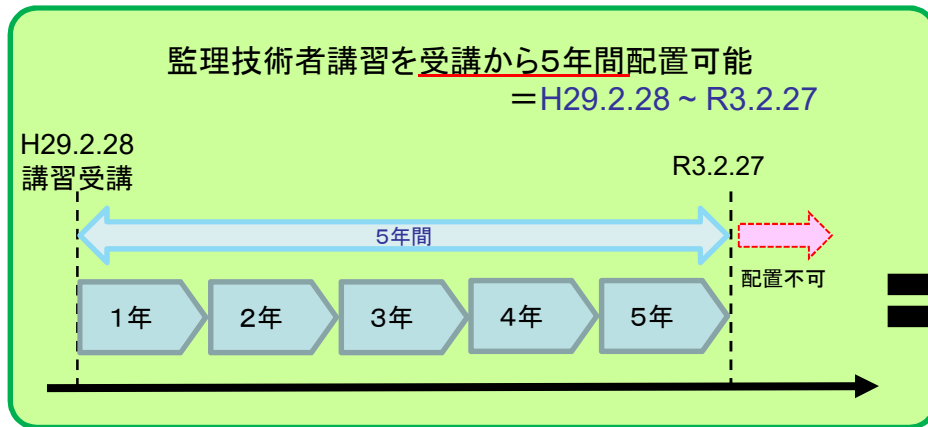 監理技術者講習を受講から５年間配置可能
＝H29.2.28 ~ R3.2.27
H29.2.28
講習受講
R3.2.27
５年間
配置不可
１年
２年
３年
４年
５年